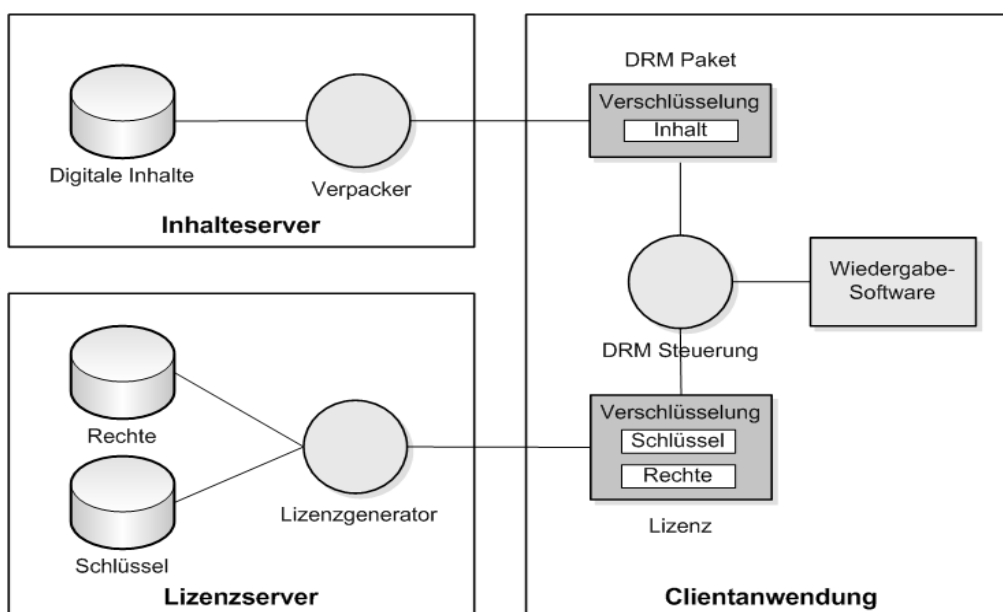 Digitale Inhalte
Verpacker
Inhalteserver
Rechte
Schlüssel
Lizenzgenerator
Lizenzserver
DRM Paket
Verschlüsselung
Inhalt
Wiedergabe-
Software
DRM Steuerung
Verschlüsselung
Schlüssel
Rechte
Lizenz
Clientanwendung